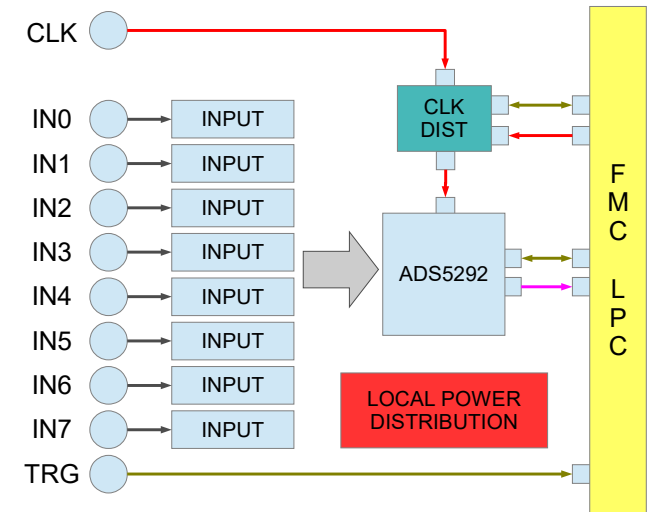 CLK
CLK
DIST
IN0
INPUT
IN1
INPUT
IN2
INPUT
IN3
INPUT
IN4
INPUT
IN5
INPUT
IN6
INPUT
IN7
INPUT
TRG
ADS5292
LOCAL POWER
DISTRIBUTION
F
M
C
L
P
C